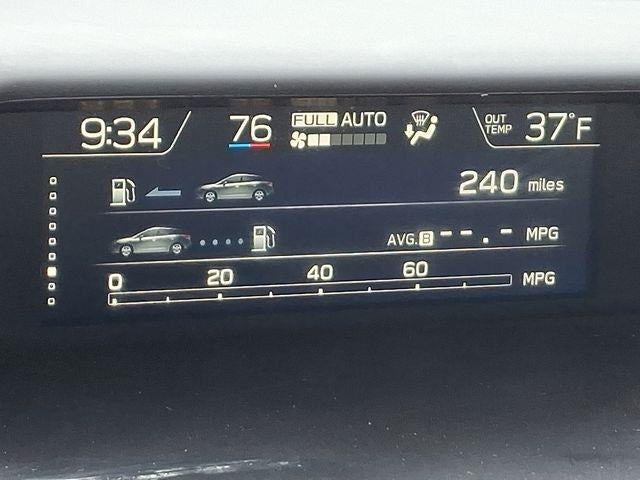 9:34 76 FULL AUTO OUT TEMP 37°F
240 miles
AVG. B --.- MPG
0 20 40 60 MPG